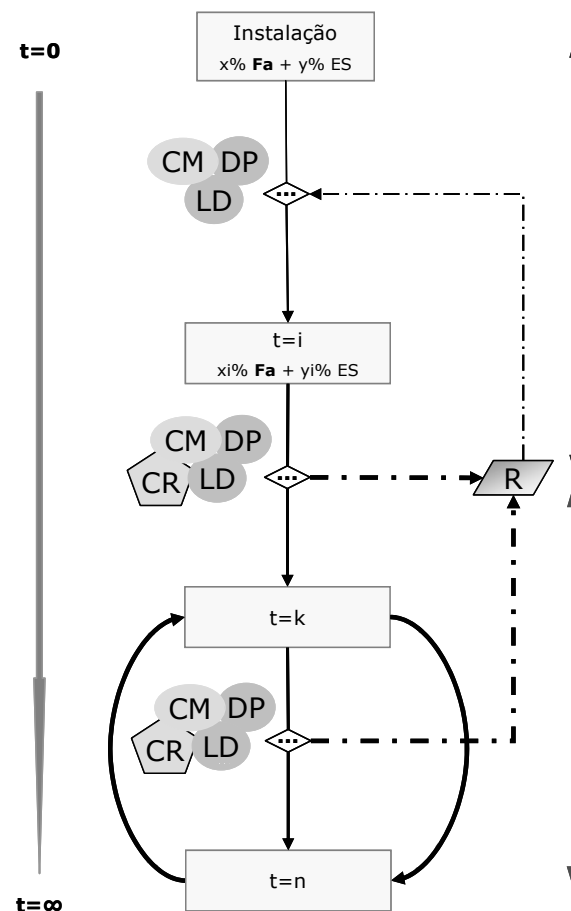 t=0
Instalação
x% Fa + y% ES
CM DP
LD
...
t=i
xi% Fa + yi% ES
CM DP
CR LD
...
R
t=k
CM DP
CR LD
...
t=n
t=∞